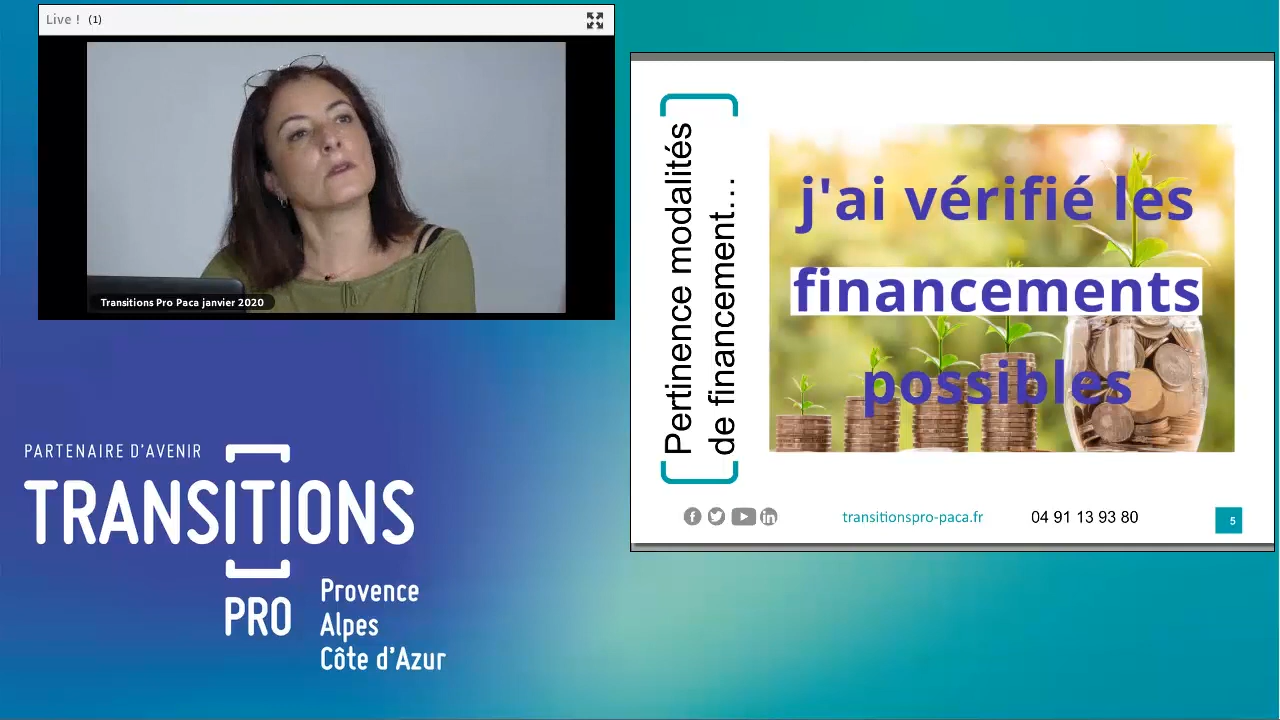 Live ! (1)
Transitions Pro Paca janvier 2020
PARTENAIRE D'AVENIR
TRANSITIONS
PRO
Provence
Alpes
Côte d'Azur
Pertinence modalités
de financement…
j'ai vérifié les
financements
possibles
transitionspro-paca.fr
04 91 13 93 80
5